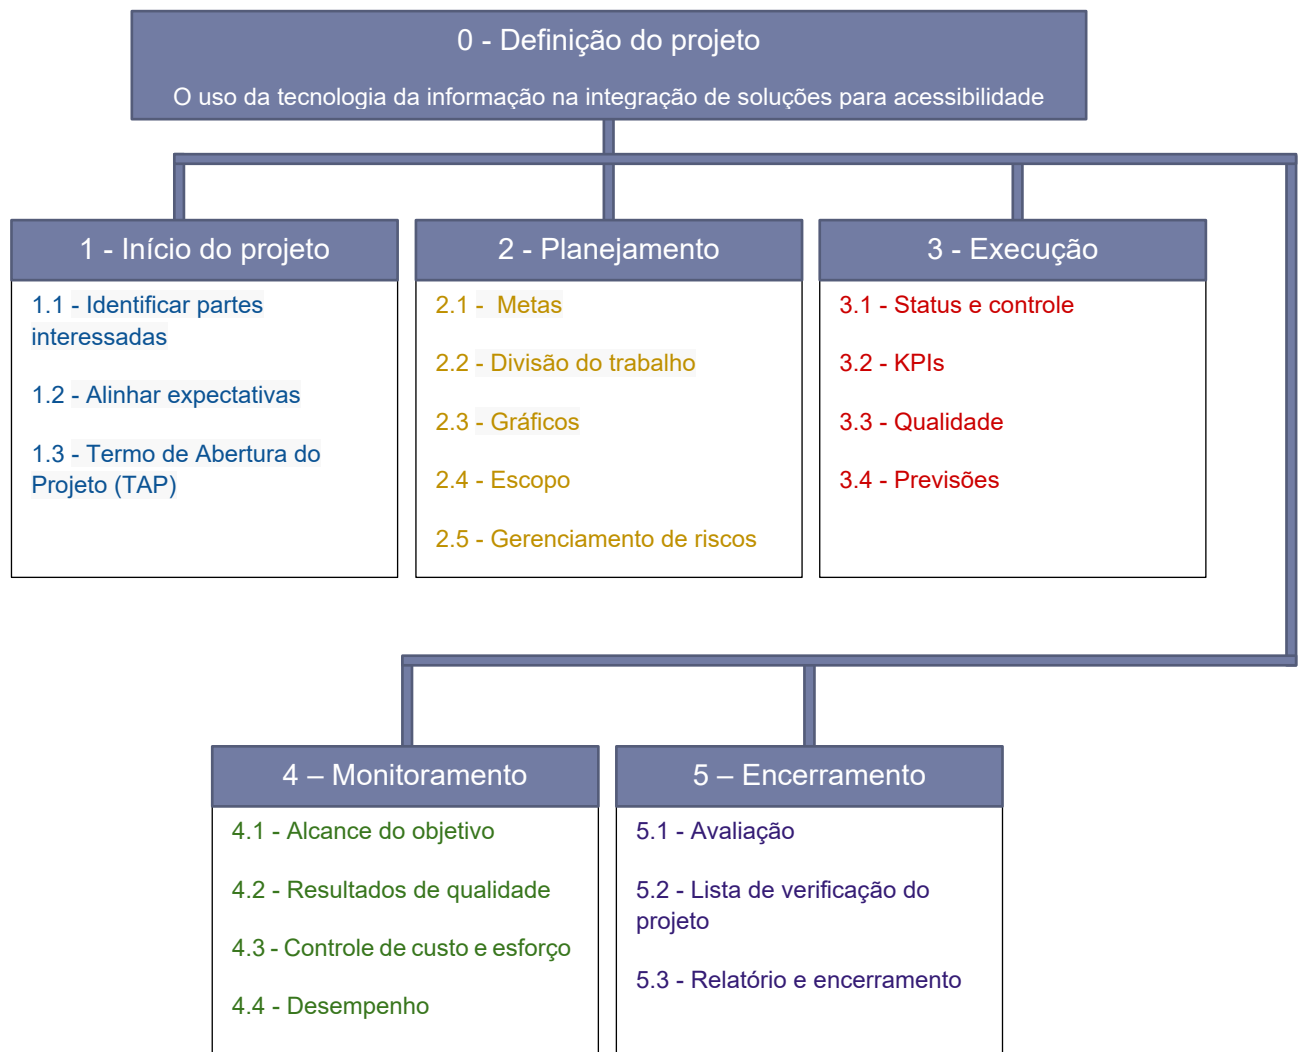 0 - Definição do projeto
O uso da tecnologia da informação na integração de soluções para acessibilidade
1 - Início do projeto
1.1 - Identificar partes
interessadas
1.2 - Alinhar expectativas
1.3 - Termo de Abertura do
Projeto (TAP)
2 - Planejamento
2.1 - Metas
2.2 - Divisão do trabalho
2.3 - Gráficos
2.4 - Escopo
2.5 - Gerenciamento de riscos
3 - Execução
3.1 - Status e controle
3.2 - KPIs
3.3 - Qualidade
3.4 - Previsões
4 – Monitoramento
4.1 - Alcance do objetivo
4.2 - Resultados de qualidade
4.3 - Controle de custo e esforço
4.4 - Desempenho
5 – Encerramento
5.1 - Avaliação
5.2 - Lista de verificação do
projeto
5.3 - Relatório e encerramento